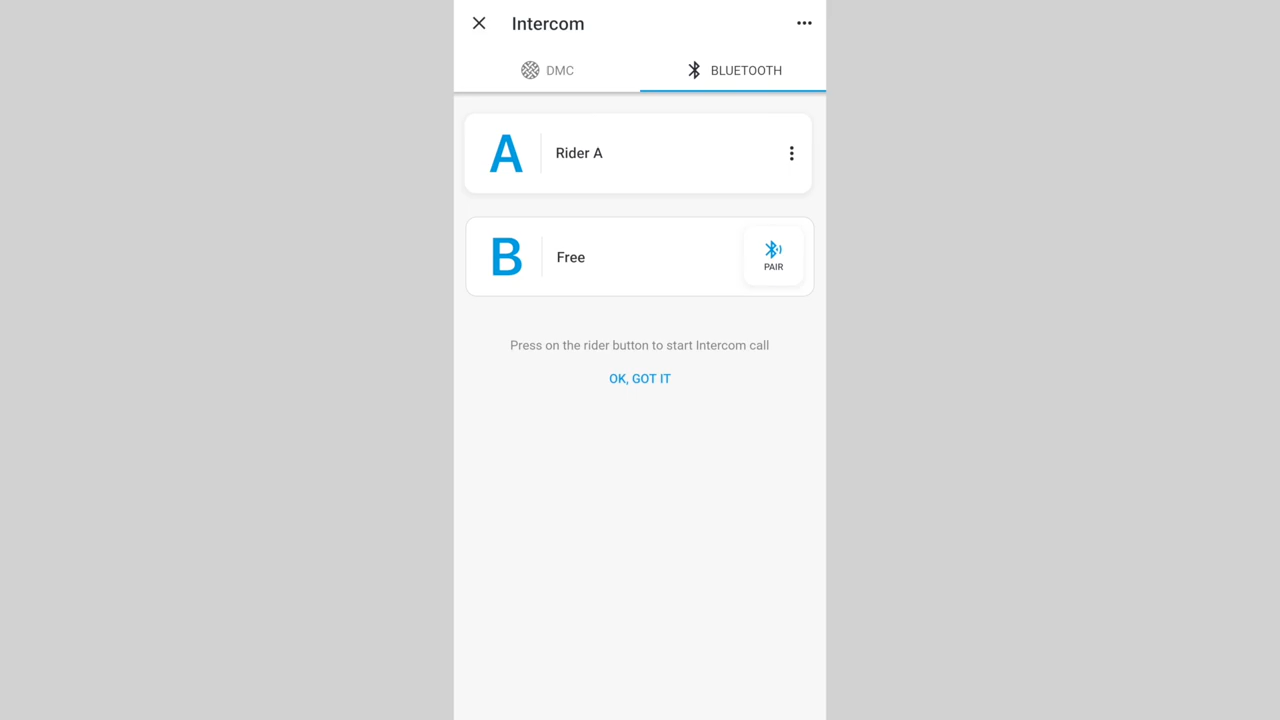 Intercom
DMC
BLUETOOTH
A
Rider A
B
Free
PAIR
Press on the rider button to start Intercom call
OK, GOT IT